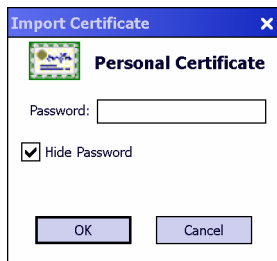 Import Certificate
Personal Certificate
Password:
Hide Password
OK Cancel